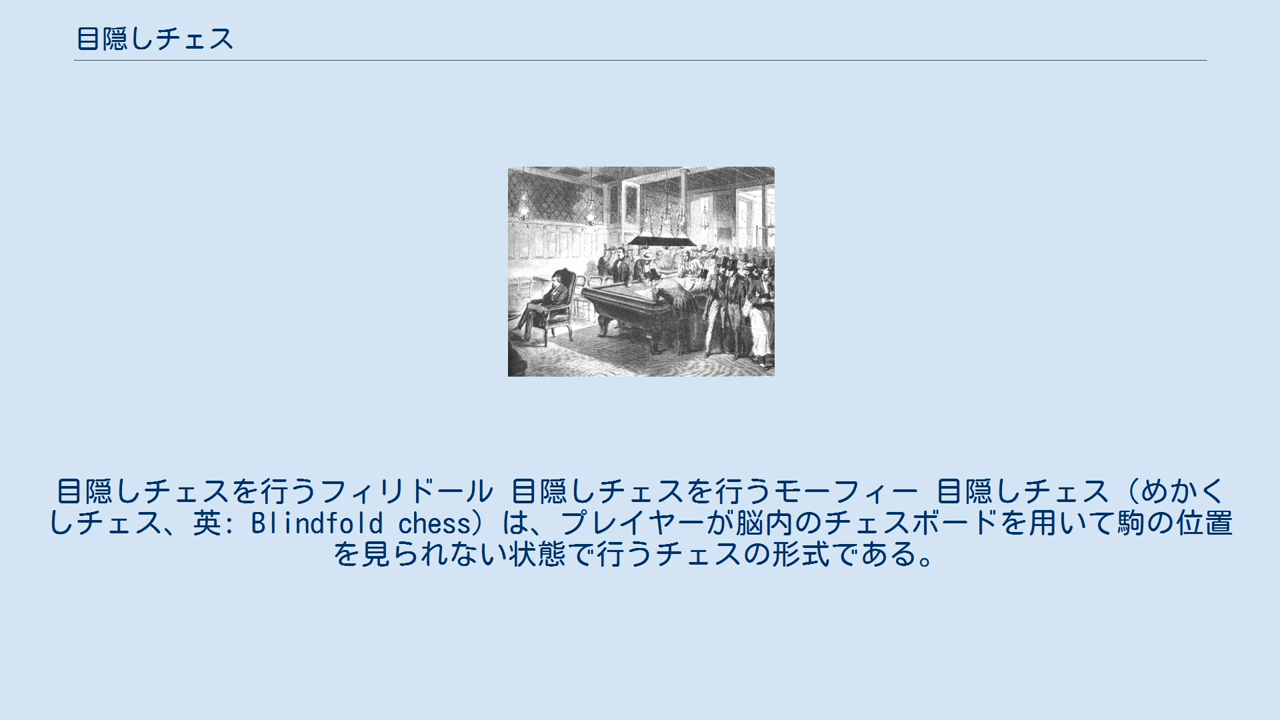 目隠しチェス
目隠しチェスを行うフィリドール 目隠しチェスを行うモーフィー 目隠しチェス（めかく
しチェス、英: Blindfold chess）は、プレイヤーが脳内のチェスボードを用いて駒の位置
を見られない状態で行うチェスの形式である。